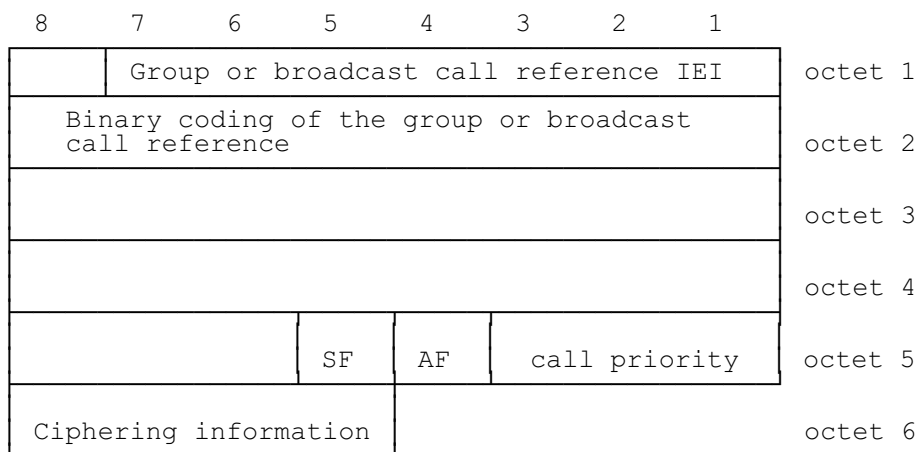 8 7 6 5 4 3 2 1
Group or broadcast call reference IEI octet 1
Binary coding of the group or broadcast
call reference octet 2
octet 3
octet 4
SF AF call priority octet 5
Ciphering information octet 6